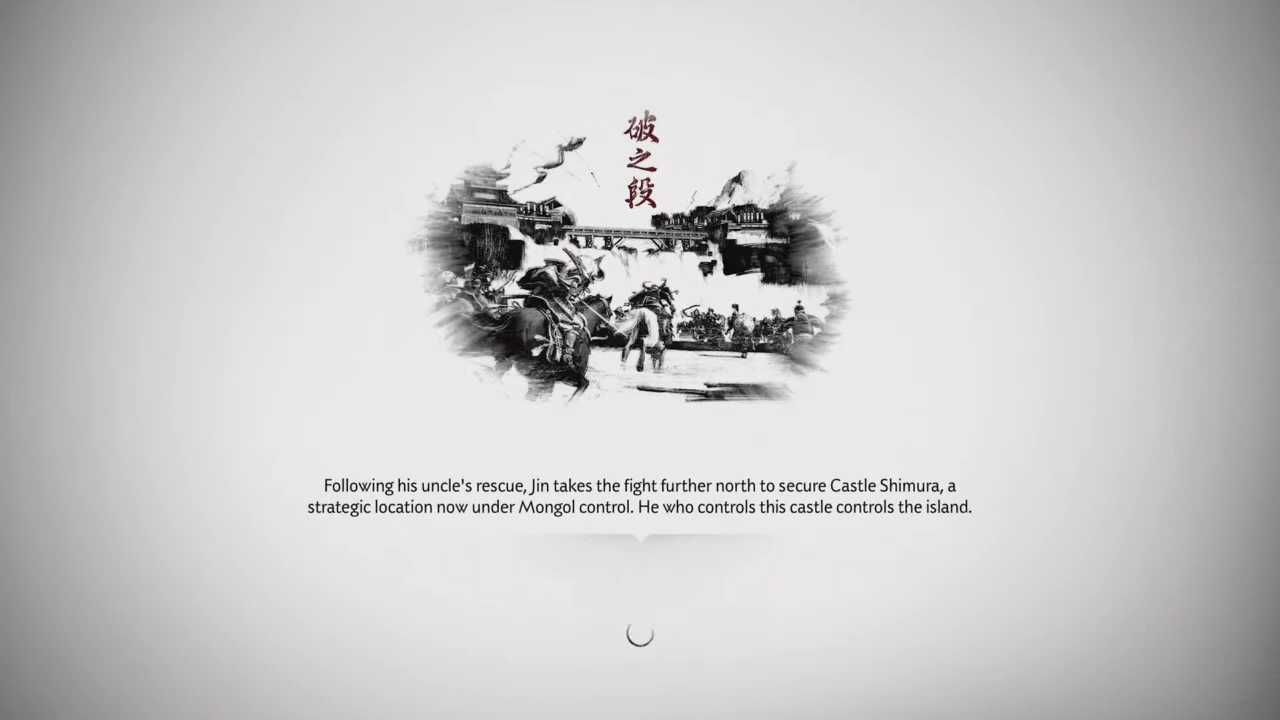 破之段
Following his uncle's rescue, Jin takes the fight further north to secure Castle Shimura, a
strategic location now under Mongol control. He who controls this castle controls the island.